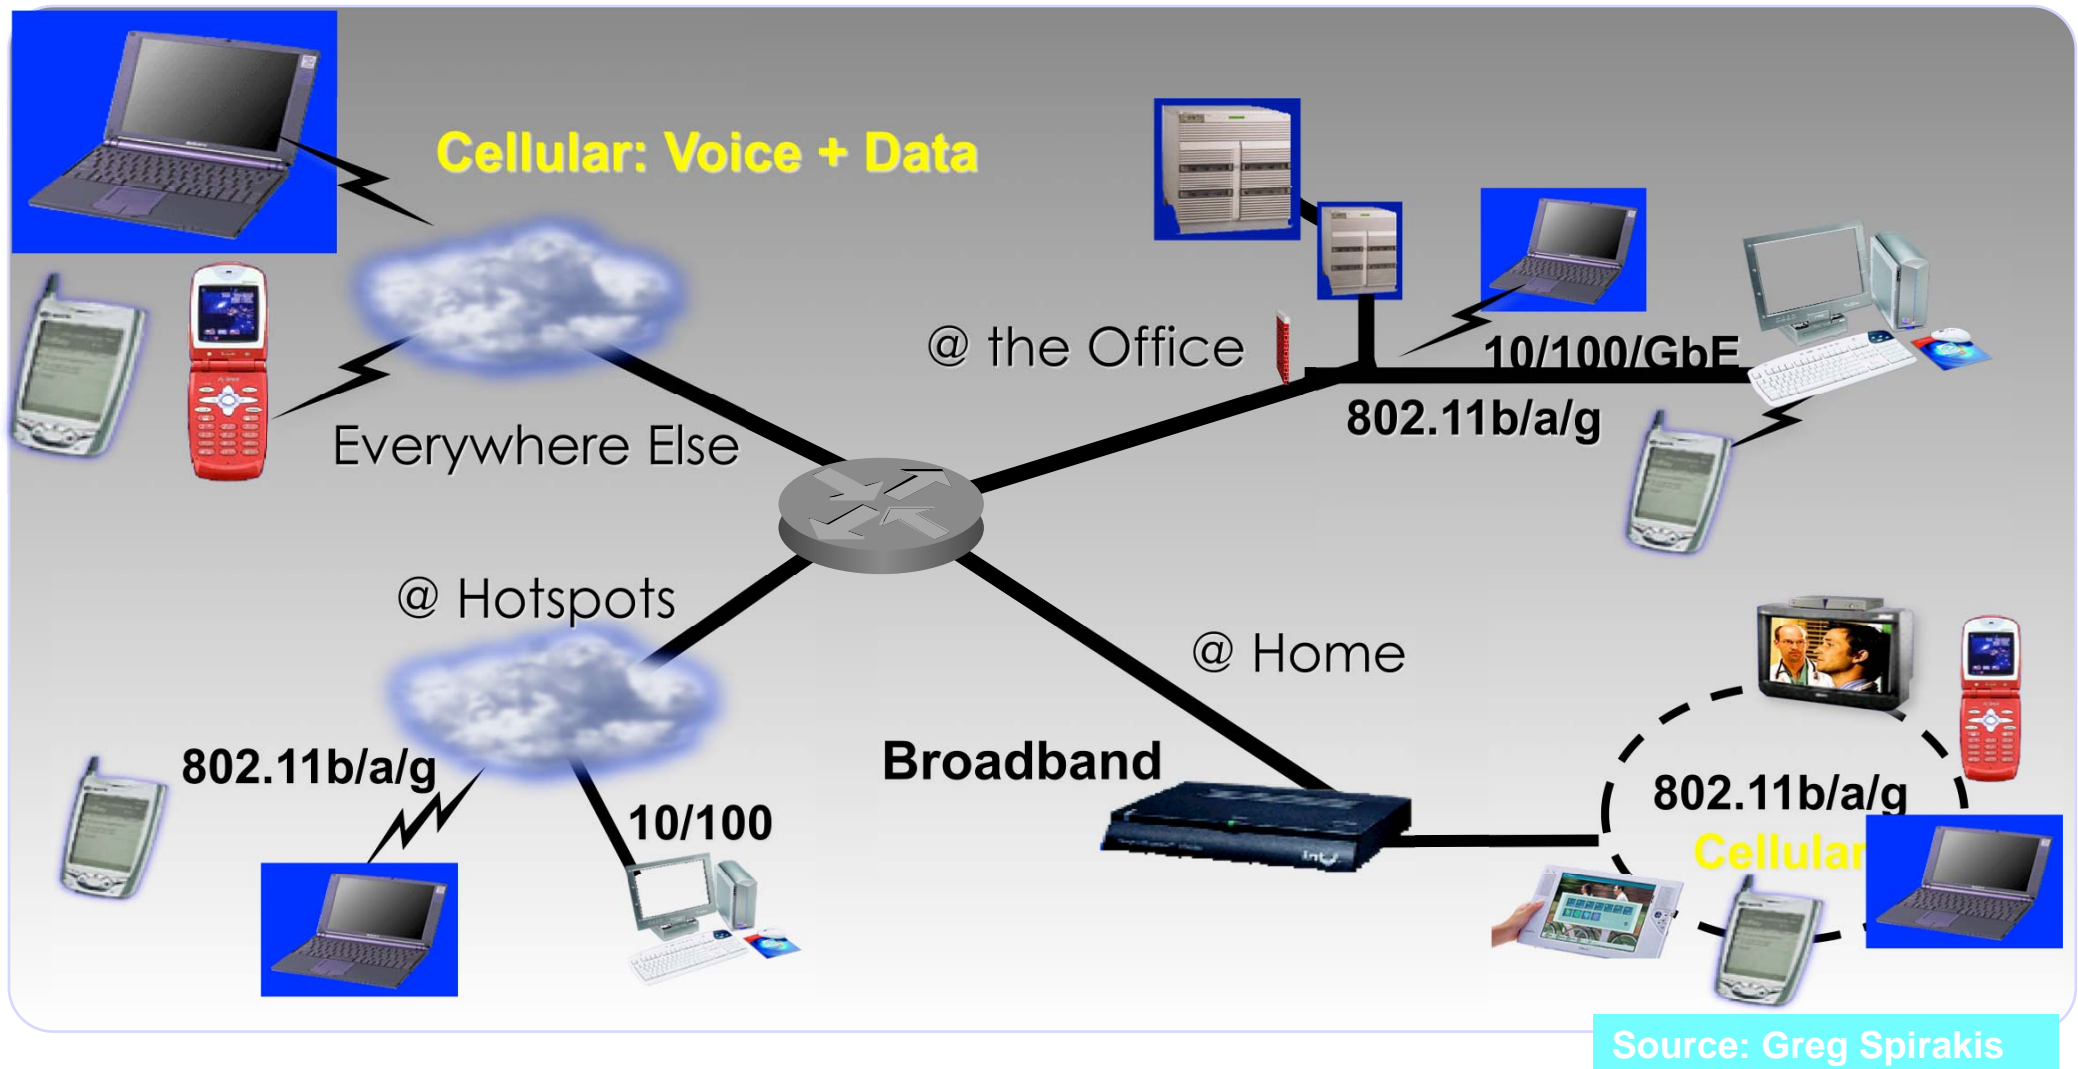 Cellular: Voice + Data
@ the Office
10/100/GbE
802.11b/a/g
Everywhere Else
@ Hotspots
@ Home
802.11b/a/g
10/100
Broadband
intel
802.11b/a/g
Cellular
Source: Greg Spirakis